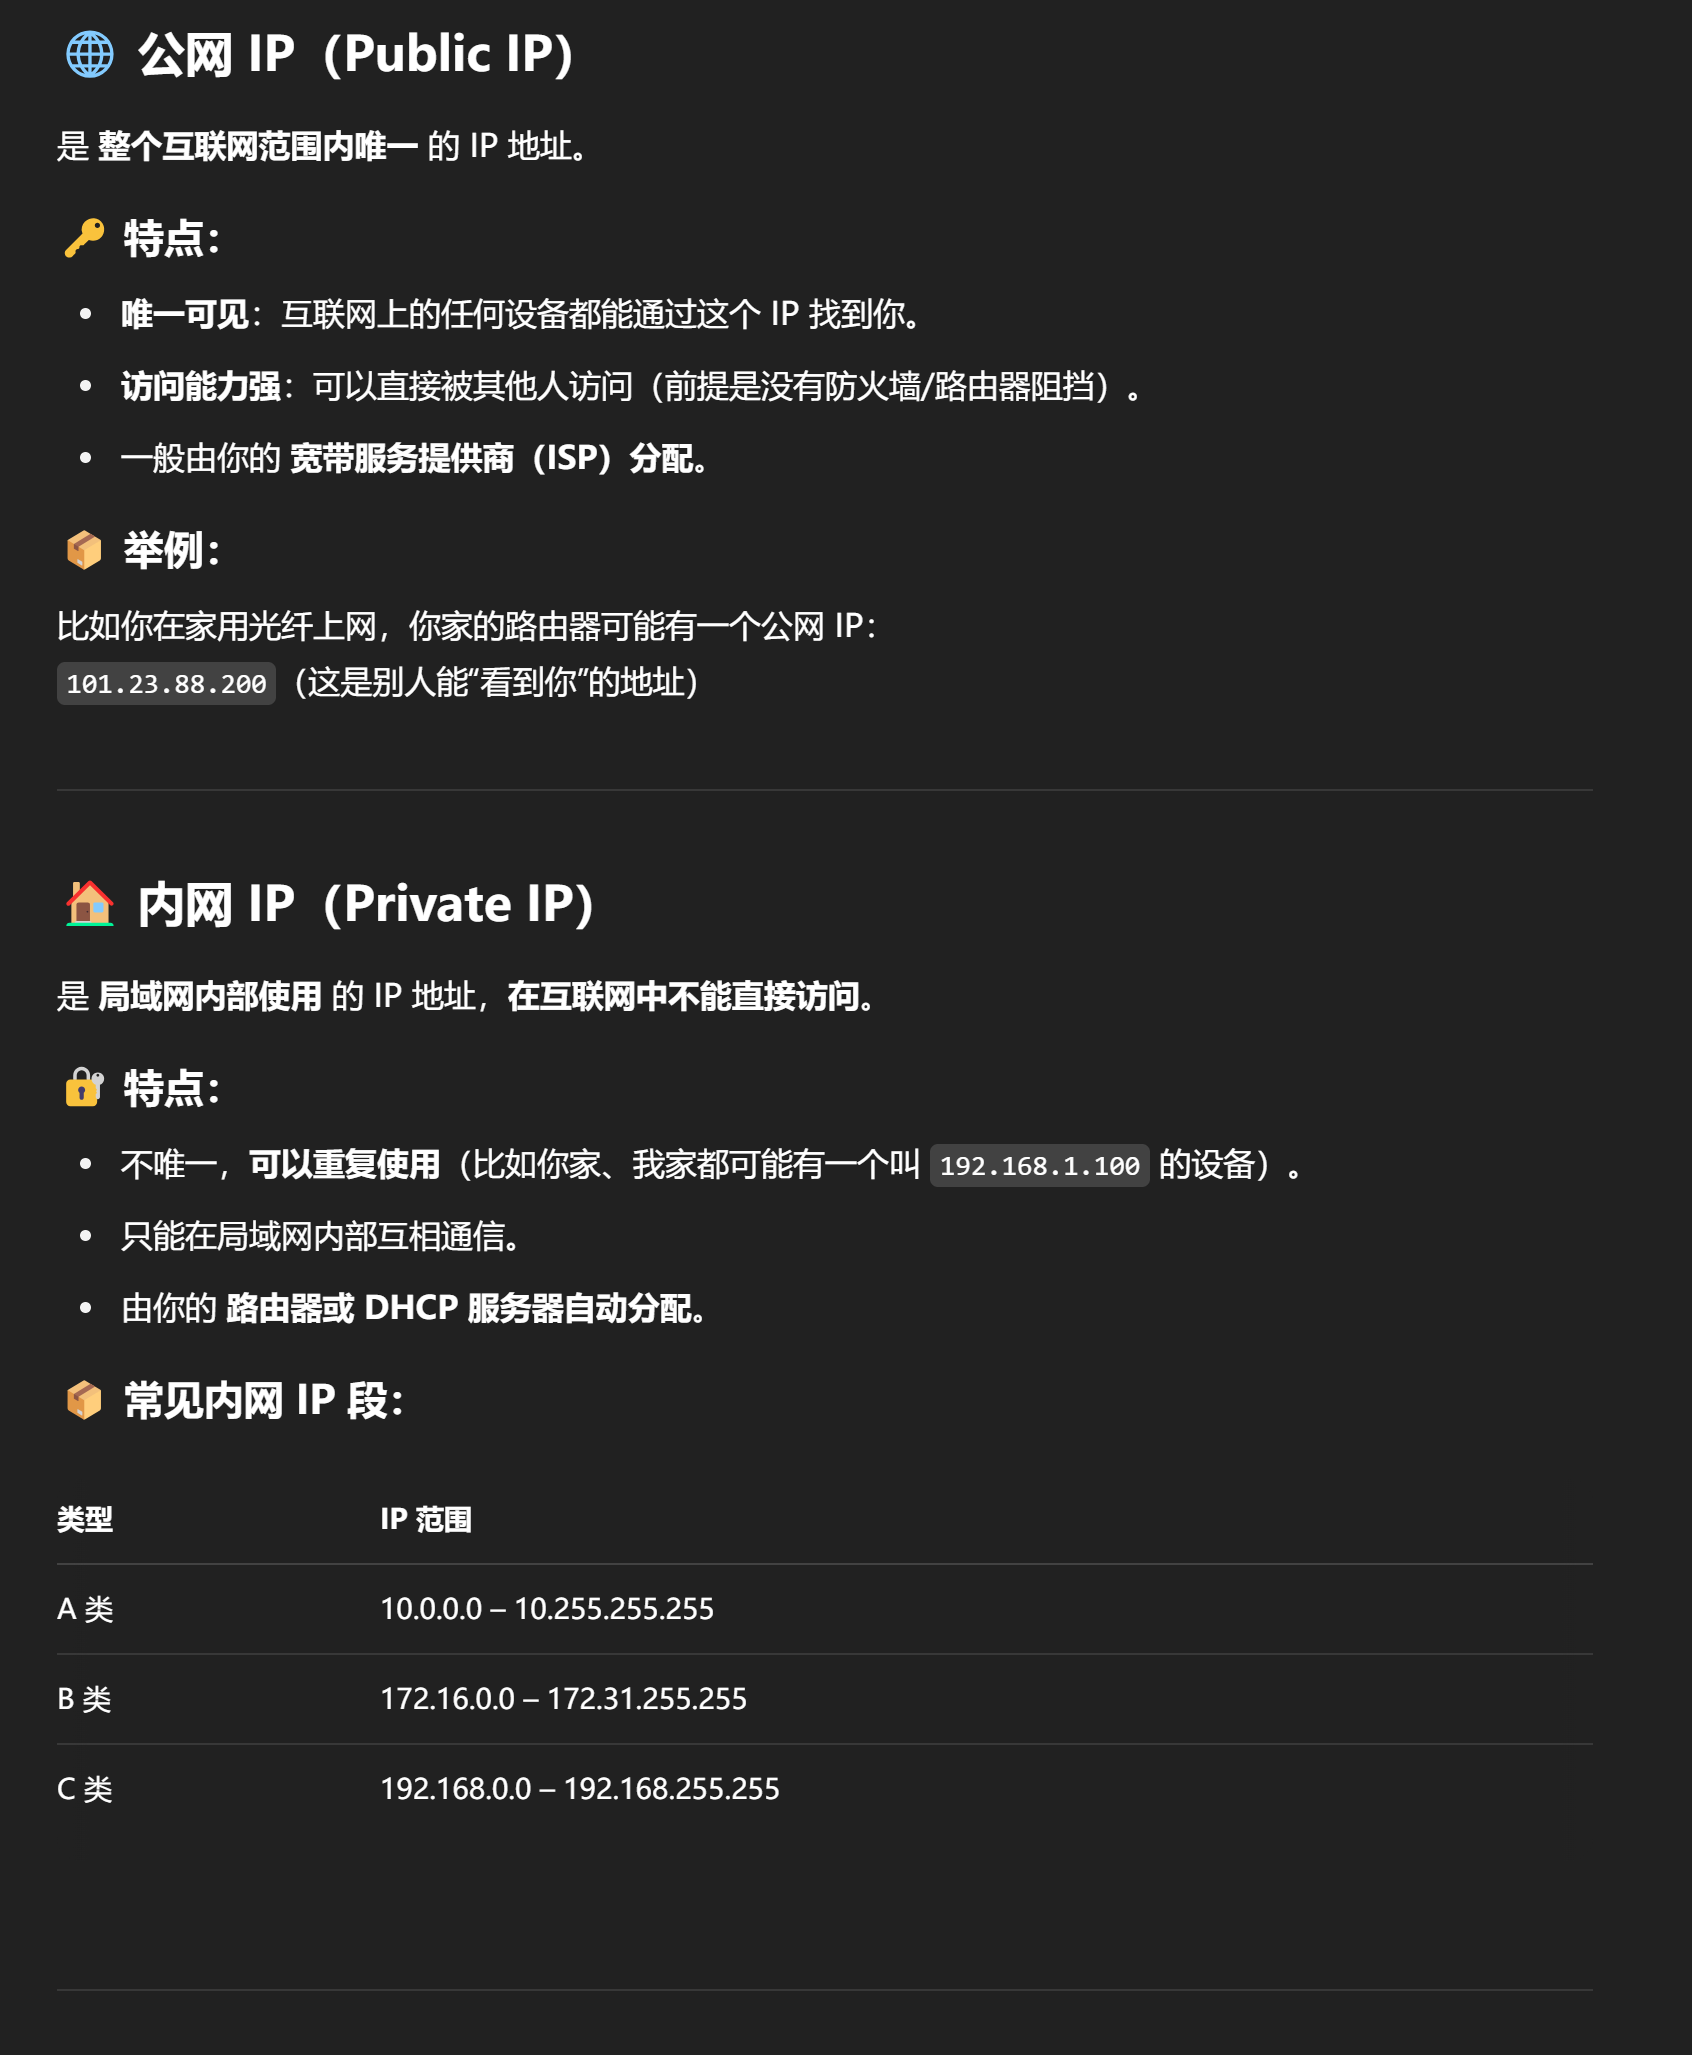 🌐 公网 IP（Public IP）
是 整个互联网范围内唯一 的 IP 地址。
🔑 特点：
• 唯一可见：互联网上的任何设备都能通过这个 IP 找到你。
• 访问能力强：可以直接被其他人访问（前提是没有防火墙/路由器阻挡）。
• 一般由你的 宽带服务提供商（ISP）分配。
📦 举例：
比如你在家用光纤上网，你家的路由器可能有一个公网 IP：
101.23.88.200（这是别人能“看到你”的地址）
🏠 内网 IP（Private IP）
是 局域网内部使用 的 IP 地址，在互联网中不能直接访问。
🔐 特点：
• 不唯一，可以重复使用（比如你家、我家都可能有一个叫 192.168.1.100 的设备）。
• 只能在局域网内部互相通信。
• 由你的 路由器或 DHCP 服务器自动分配。
📦 常见内网 IP 段：
类型 IP 范围
A 类 10.0.0.0 – 10.255.255.255
B 类 172.16.0.0 – 172.31.255.255
C 类 192.168.0.0 – 192.168.255.255